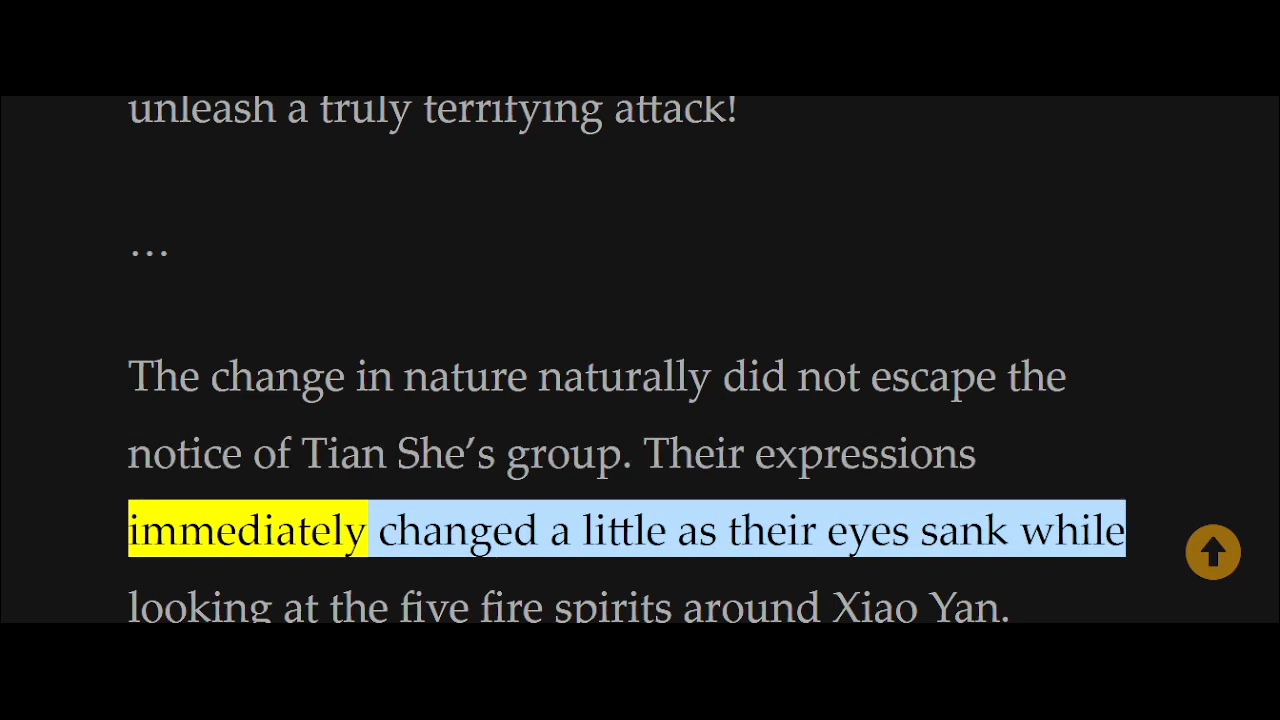 unleash a truly terrifying attack!
…
The change in nature naturally did not escape the
notice of Tian She’s group. Their expressions
immediately changed a little as their eyes sank while
looking at the five fire spirits around Xiao Yan.